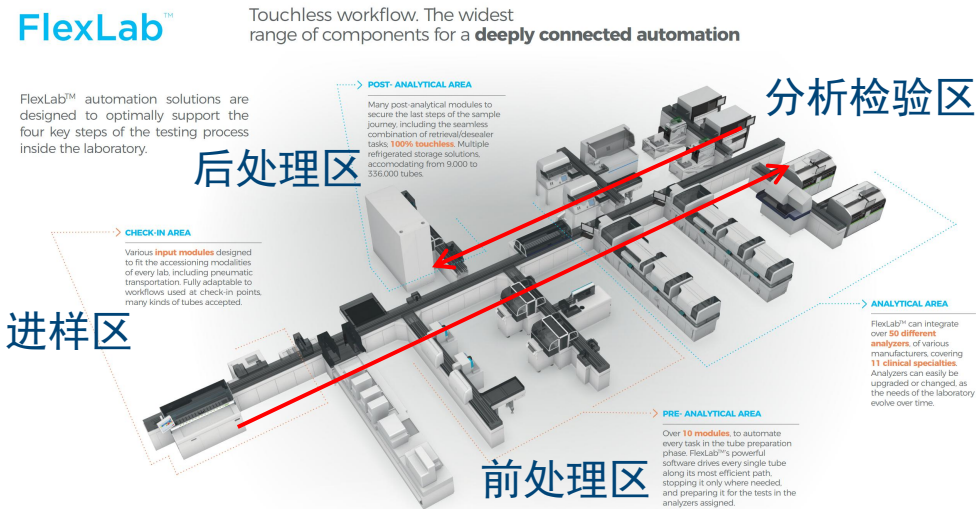 FlexLab™
Touchless workflow. The widest
range of components for a deeply connected automation
FlexLab™ automation solutions are
designed to optimally support the
four key steps of the testing process
inside the laboratory.
POST- ANALYTICAL AREA
Many post-analytical modules to
secure the last steps of the sample
journey, including the seamless
combination of retrieval/desealer
tasks; 100% touchless. Multiple
refrigerated storage solutions,
accomodating from 9.000 to
336.000 tubes.
分析检验区
后处理区
CHECK-IN AREA
Various input modules designed
to fit the accessioning modalities
of every lab, including pneumatic
transportation. Fully adaptable to
workflows used at check-in points,
many kinds of tubes accepted.
进样区
ANALYTICAL AREA
FlexLab™ can integrate
over 50 different
analyzers, of various
manufacturers, covering
11 clinical specialties.
Analyzers can easily be
upgraded or changed, as
the needs of the laboratory
evolve over time.
PRE- ANALYTICAL AREA
Over 10 modules, to automate
every task in the tube preparation
phase. FlexLab™'s powerful
software drives every single tube
along its most efficient path,
stopping it only where needed,
and preparing it for the tests in the
analyzers assigned.
前处理区